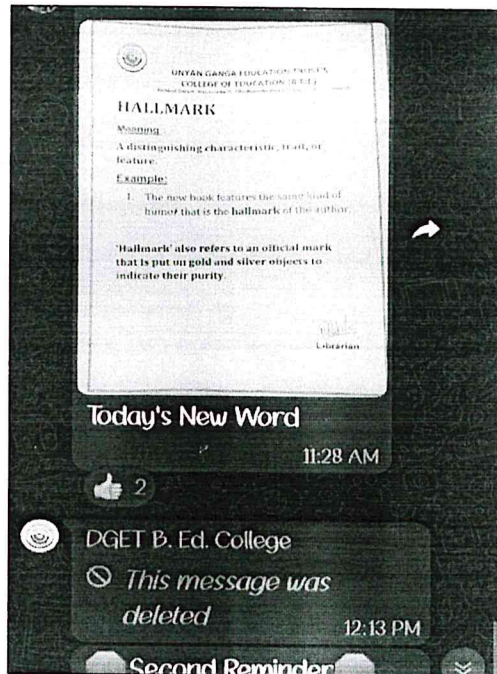 DNYAN GANGA EDUCATION TRUST'S
COLLEGE OF EDUCATION (B.Ed.)
HALLMARK
Meaning
A distinguishing characteristic, trait, or
feature.
Example:
1. The new book features the same kind of
humor that is the hallmark of the author.
'Hallmark' also refers to an official mark
that is put on gold and silver objects to
indicate their purity.
Librarian
Today's New Word
11:28 AM
👍 2
DGET B. Ed. College
This message was
deleted
12:13 PM
Second Reminder